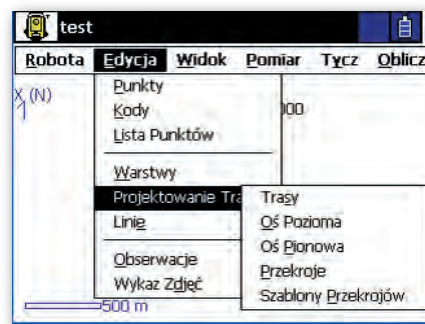 test
Robota Edycja Widok Pomiar Tycz Oblicz
X (N)
Punkty
Kody
000
Lista Punktów
Warstwy
Projektowanie Tra
Trasy
Linie
Oś Pozioma
Oś Pionowa
Obserwacje
Przekroje
Wykaz Zdjęć
Szablony Przekrojów
500 m